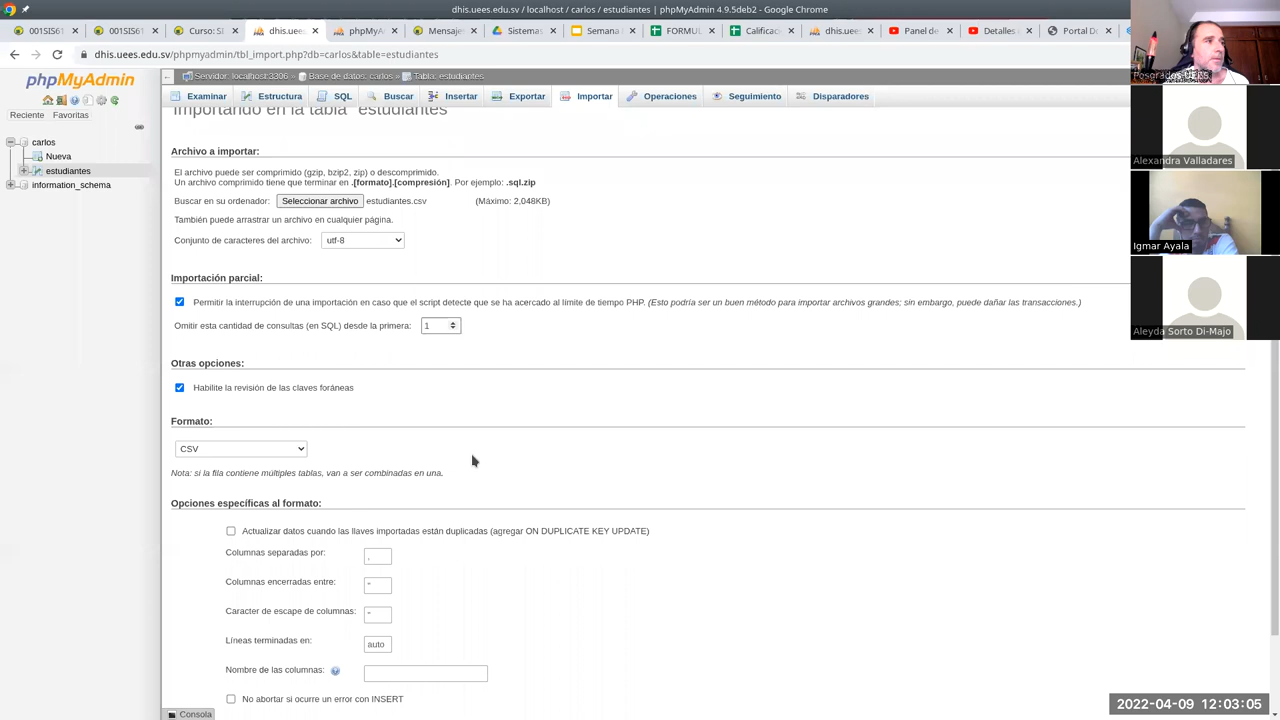 dhis.uees.edu.sv / localhost / carlos / estudiantes | phpMyAdmin 4.9.5deb2 - Google Chrome
001SIS61
001SIS
Curso: SI
dhis.ue
phpMyA
Mensaje
Sistema
Semana
FORMUL
Calificac
dhis.uee
Panel de
Detalles
Portal D
dhis.uees.edu.sv/phpmyadmin/tbl_import.php?db=carlos&table=estudiantes
phpMyAdmin
Reciente Favoritas
carlos
Nueva
estudiantes
information_schema
Servidor: localhost:3306 » Base de datos: carlos » Tabla: estudiantes
Examinar Estructura SQL Buscar Insertar Exportar Importar Operaciones Seguimiento Disparadores
Importando en la tabla "estudiantes"
Archivo a importar:
El archivo puede ser comprimido (gzip, bzip2, zip) o descomprimido.
Un archivo comprimido tiene que terminar en .[formato].[compresión]. Por ejemplo: .sql.zip
Buscar en su ordenador: Seleccionar archivo estudiantes.csv (Máximo: 2,048KB)
También puede arrastrar un archivo en cualquier página.
Conjunto de caracteres del archivo: utf-8
Importación parcial:
Permitir la interrupción de una importación en caso que el script detecte que se ha acercado al límite de tiempo PHP. (Esto podría ser un buen método para importar archivos grandes; sin embargo, puede dañar las transacciones.)
Omitir esta cantidad de consultas (en SQL) desde la primera: 1
Otras opciones:
Habilite la revisión de las claves foráneas
Formato:
CSV
Nota: si la fila contiene múltiples tablas, van a ser combinadas en una.
Opciones específicas al formato:
Actualizar datos cuando las llaves importadas están duplicadas (agregar ON DUPLICATE KEY UPDATE)
Columnas separadas por: ,
Columnas encerradas entre: "
Caracter de escape de columnas: "
Líneas terminadas en: auto
Nombre de las columnas:
No abortar si ocurre un error con INSERT
Consola
Posgrados UEES
Alexandra Valladares
Igmar Ayala
Aleyda Sorto Di-Majo
2022-04-09 12:03:05